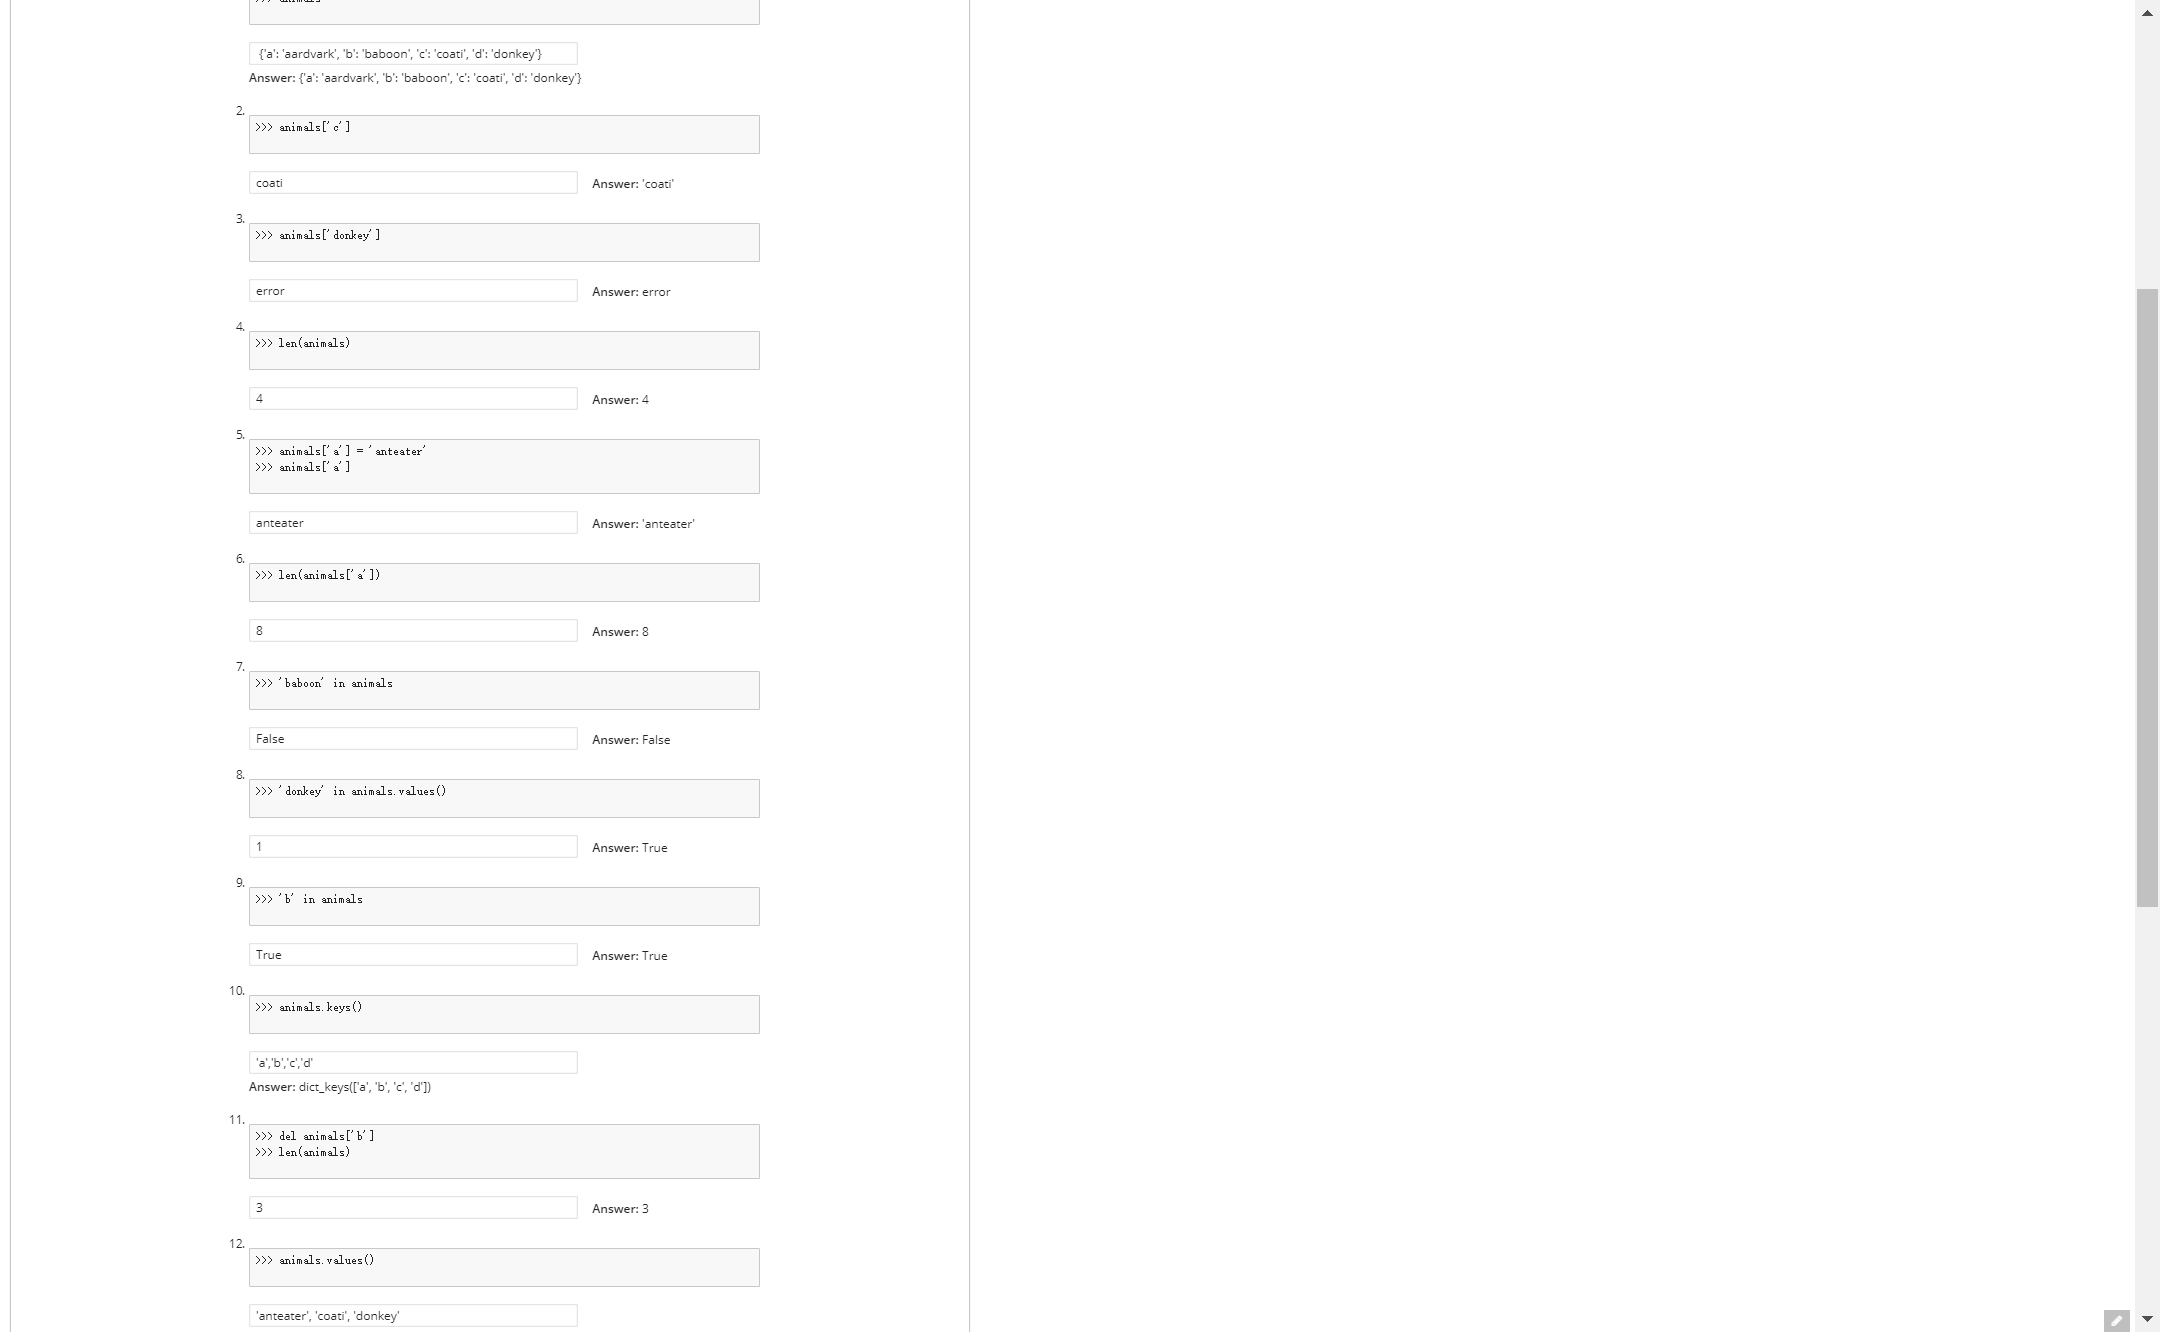 >>> animals
{'a': 'aardvark', 'b': 'baboon', 'c': 'coati', 'd': 'donkey'}
Answer: {'a': 'aardvark', 'b': 'baboon', 'c': 'coati', 'd': 'donkey'}
2.
>>> animals['c']
coati
Answer: 'coati'
3.
>>> animals['donkey']
error
Answer: error
4.
>>> len(animals)
4
Answer: 4
5.
>>> animals['a'] = 'anteater'
>>> animals['a']
anteater
Answer: 'anteater'
6.
>>> len(animals['a'])
8
Answer: 8
7.
>>> 'baboon' in animals
False
Answer: False
8.
>>> 'donkey' in animals.values()
1
Answer: True
9.
>>> 'b' in animals
True
Answer: True
10.
>>> animals.keys()
'a','b','c','d'
Answer: dict_keys(['a', 'b', 'c', 'd'])
11.
>>> del animals['b']
>>> len(animals)
3
Answer: 3
12.
>>> animals.values()
'anteater', 'coati', 'donkey'